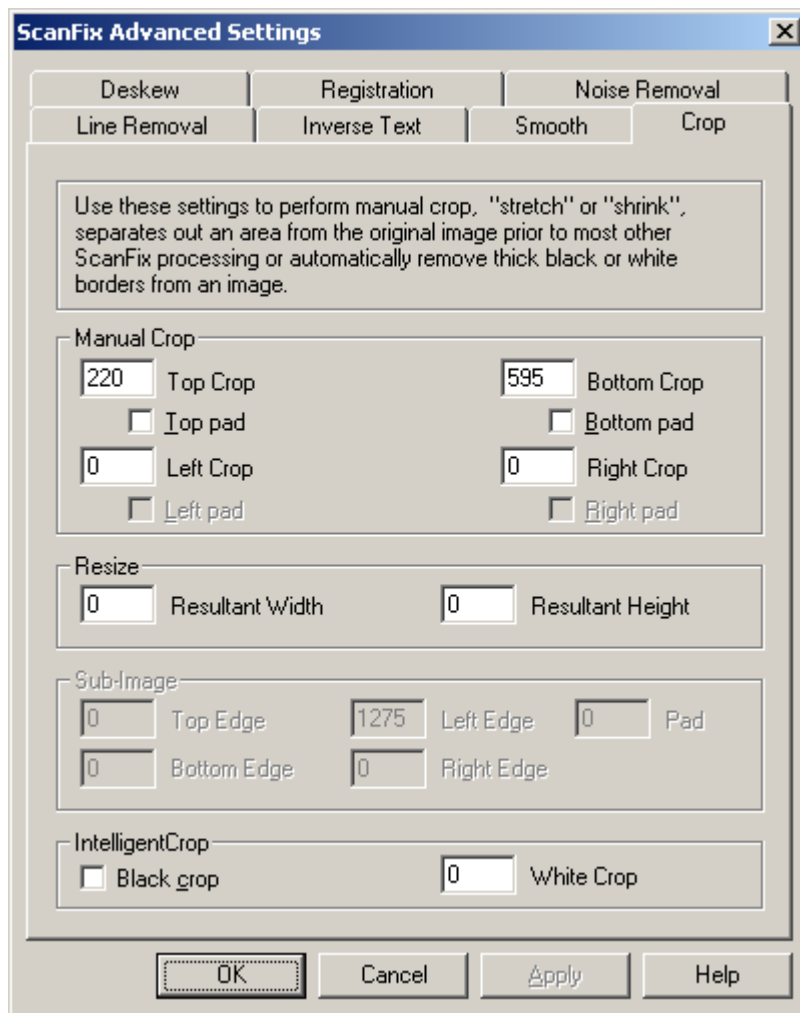 ScanFix Advanced Settings
Deskew Registration Noise Removal
Line Removal Inverse Text Smooth Crop
Use these settings to perform manual crop,  "stretch" or "shrink",
separates out an area from the original image prior to most other
ScanFix processing or automatically remove thick black or white
borders from an image.
Manual Crop
220 Top Crop 595 Bottom Crop
Top pad Bottom pad
0 Left Crop 0 Right Crop
Left pad Right pad
Resize
0 Resultant Width 0 Resultant Height
Sub-Image
0 Top Edge 1275 Left Edge 0 Pad
0 Bottom Edge 0 Right Edge
IntelligentCrop
Black crop 0 White Crop
OK Cancel Apply Help